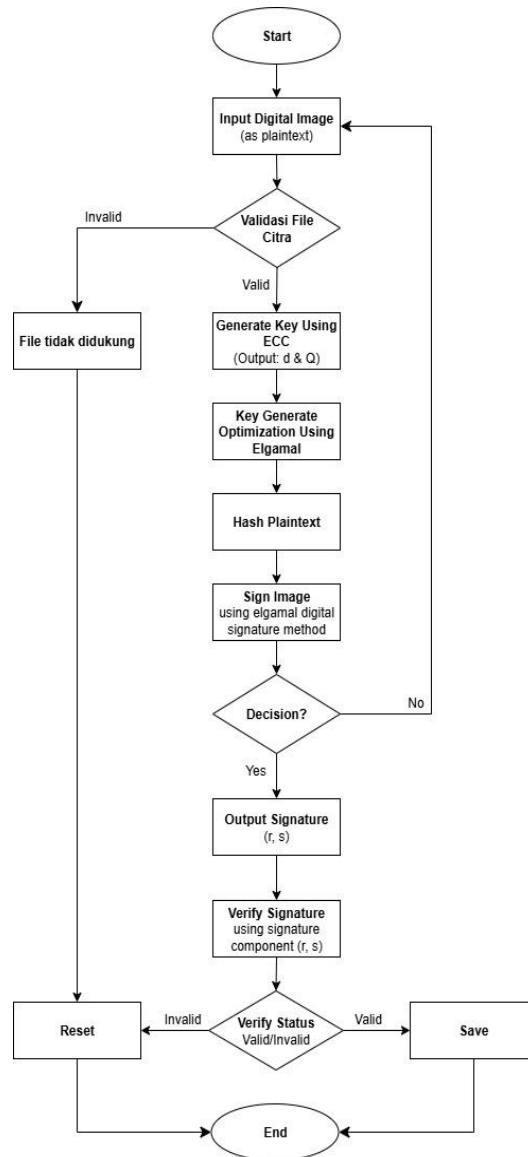 Start
Input Digital Image
(as plaintext)
Invalid
Validasi File
Citra
Valid
File tidak didukung
Generate Key Using
ECC
(Output: d & Q)
Key Generate
Optimization Using
Elgamal
Hash Plaintext
Sign Image
using elgamal digital
signature method
Decision?
No
Yes
Output Signature
(r, s)
Verify Signature
using signature
component (r, s)
Reset
Invalid
Verify Status
Valid/Invalid
Valid
Save
End